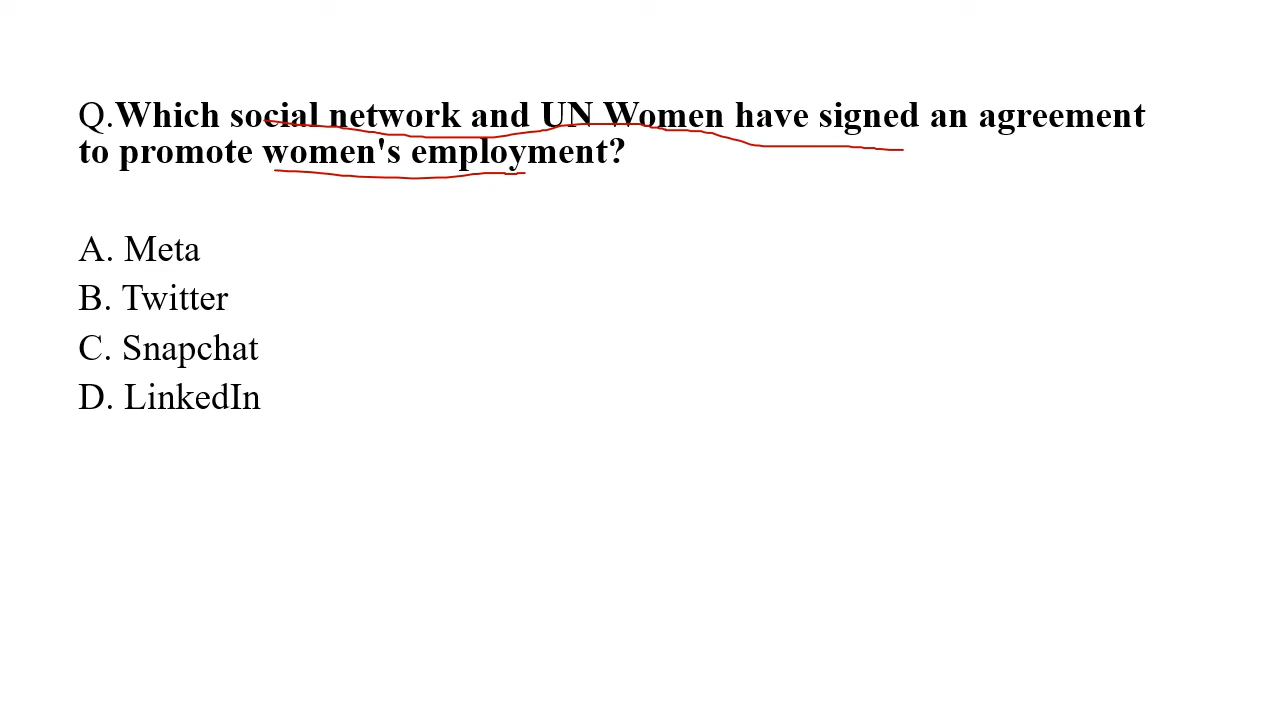 Q.Which social network and UN Women have signed an agreement
to promote women's employment?
A. Meta
B. Twitter
C. Snapchat
D. LinkedIn